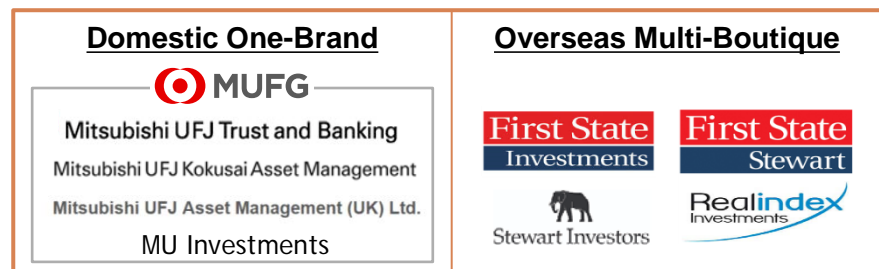 Domestic One-Brand
MUFG
Mitsubishi UFJ Trust and Banking
Mitsubishi UFJ Kokusai Asset Management
Mitsubishi UFJ Asset Management (UK) Ltd.
MU Investments
Overseas Multi-Boutique
First State
Investments
First State
Stewart
Stewart Investors
Realindex
Investments